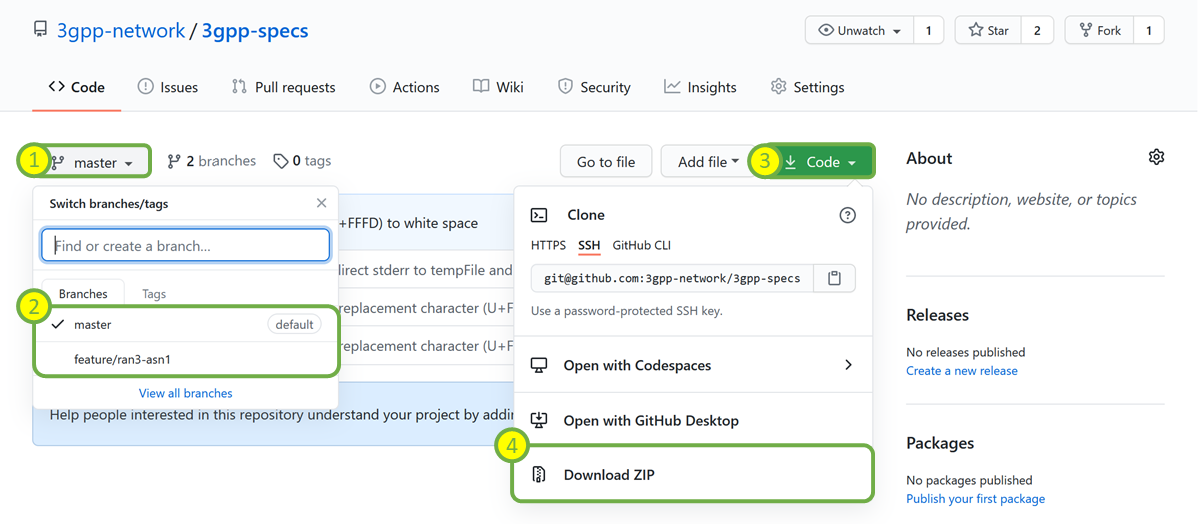 3gpp-network / 3gpp-specs
Unwatch 1
Star 2
Fork 1
Code
Issues
Pull requests
Actions
Wiki
Security
Insights
Settings
1
master
2 branches
0 tags
Go to file
Add file
3
Code
Switch branches/tags
Find or create a branch...
Branches
Tags
2
master
default
feature/ran3-asn1
View all branches
+FFFD) to white space
direct stderr to tempFile and
replacement character (U+F
replacement character (U+F
Help people interested in this repository understand your project by addin
Clone
HTTPS SSH GitHub CLI
git@github.com:3gpp-network/3gpp-specs
Use a password-protected SSH key.
Open with Codespaces
Open with GitHub Desktop
4
Download ZIP
About
No description, website, or topics
provided.
Releases
No releases published
Create a new release
Packages
No packages published
Publish your first package